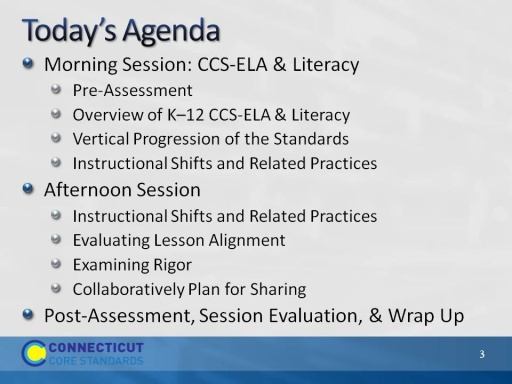 Today's Agenda
Morning Session: CCS-ELA & Literacy
Pre-Assessment
Overview of K–12 CCS-ELA & Literacy
Vertical Progression of the Standards
Instructional Shifts and Related Practices
Afternoon Session
Instructional Shifts and Related Practices
Evaluating Lesson Alignment
Examining Rigor
Collaboratively Plan for Sharing
Post-Assessment, Session Evaluation, & Wrap Up
CONNECTICUT
CORE STANDARDS
3